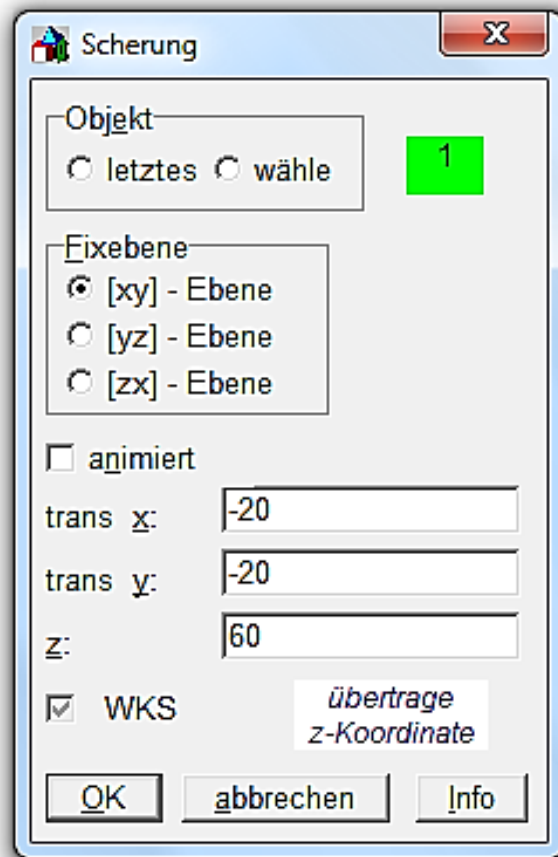 Scherung
Objekt
letztes wähle
1
Fixebene
[xy] - Ebene
[yz] - Ebene
[zx] - Ebene
animiert
trans x: -20
trans y: -20
z: 60
WKS
übertrage
z-Koordinate
OK abbrechen Info